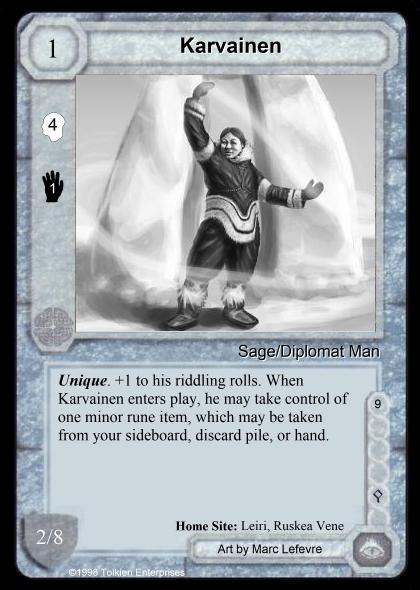 1
Karvainen
4
1
Sage/Diplomat Man
Unique. +1 to his riddling rolls. When
Karvainen enters play, he may take control of
one minor rune item, which may be taken
from your sideboard, discard pile, or hand.
9
Home Site: Leiri, Ruskea Vene
2/8
Art by Marc Lefevre
©1998 Tolkien Enterprises